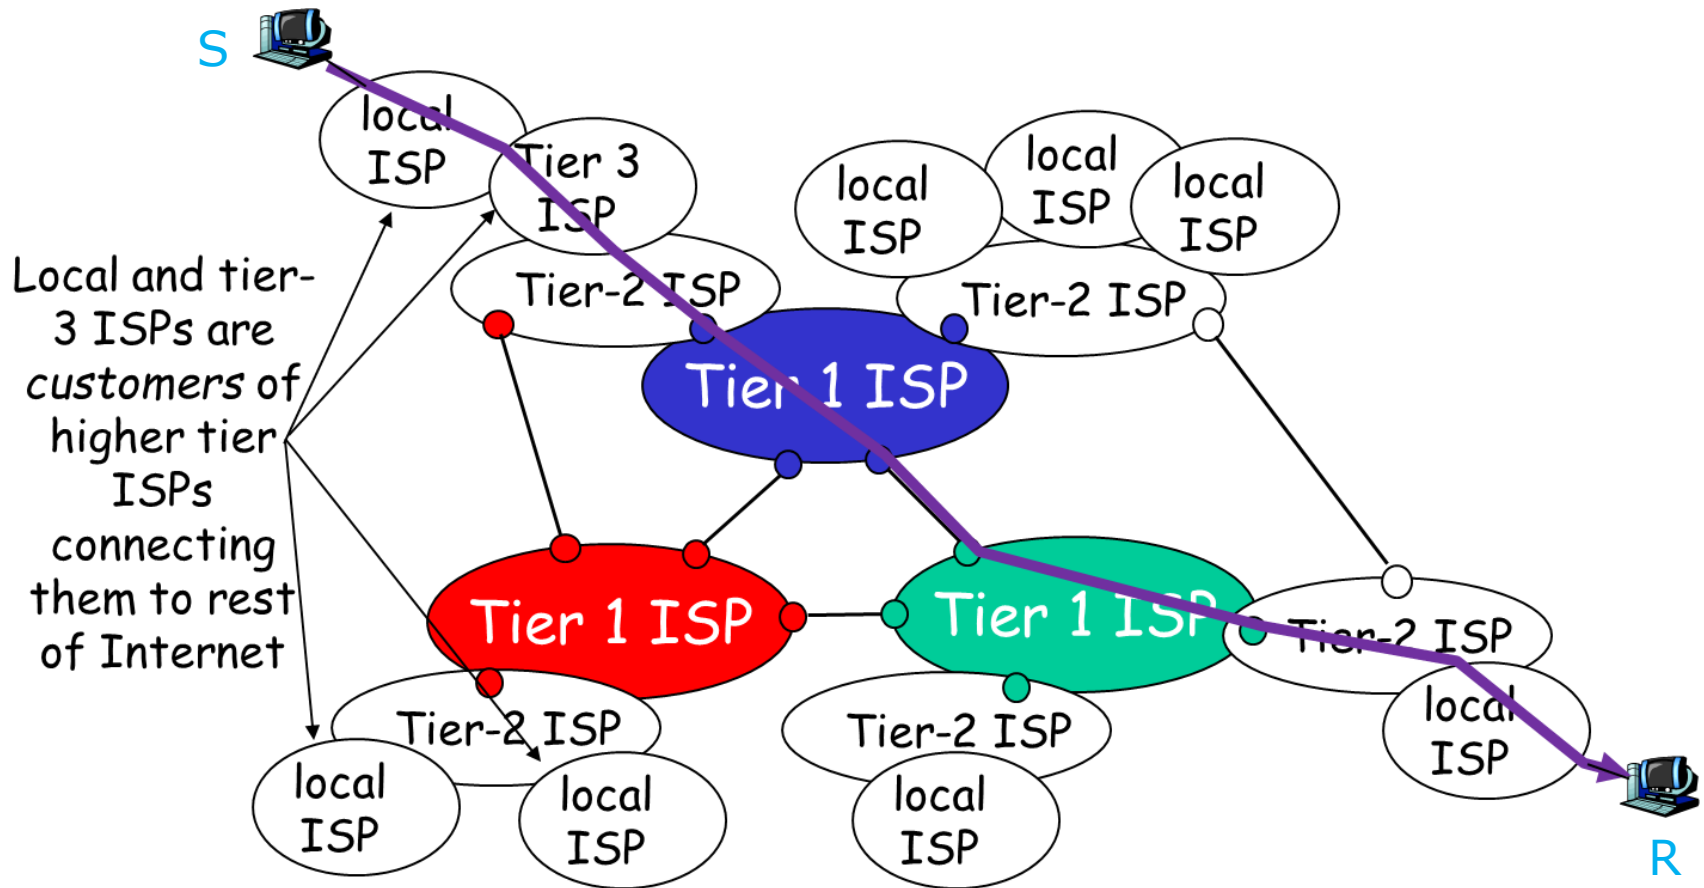 S
local
ISP
Tier 3
ISP
local
ISP
local
ISP
local
ISP
Local and tier-
3 ISPs are
customers of
higher tier
ISPs
connecting
them to rest
of Internet
Tier-2 ISP
Tier-2 ISP
Tier 1 ISP
Tier 1 ISP
Tier 1 ISP
Tier-2 ISP
local
ISP
Tier-2 ISP
Tier-2 ISP
local
ISP
local
ISP
local
ISP
R